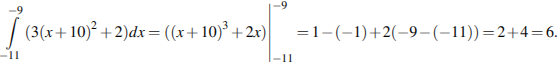 ∫_{−11}^{−9} (3(x+10)² + 2)dx = ((x+10)³ + 2x) |_{−11}^{−9} = 1 − (−1) + 2(−9 − (−11)) = 2 + 4 = 6.